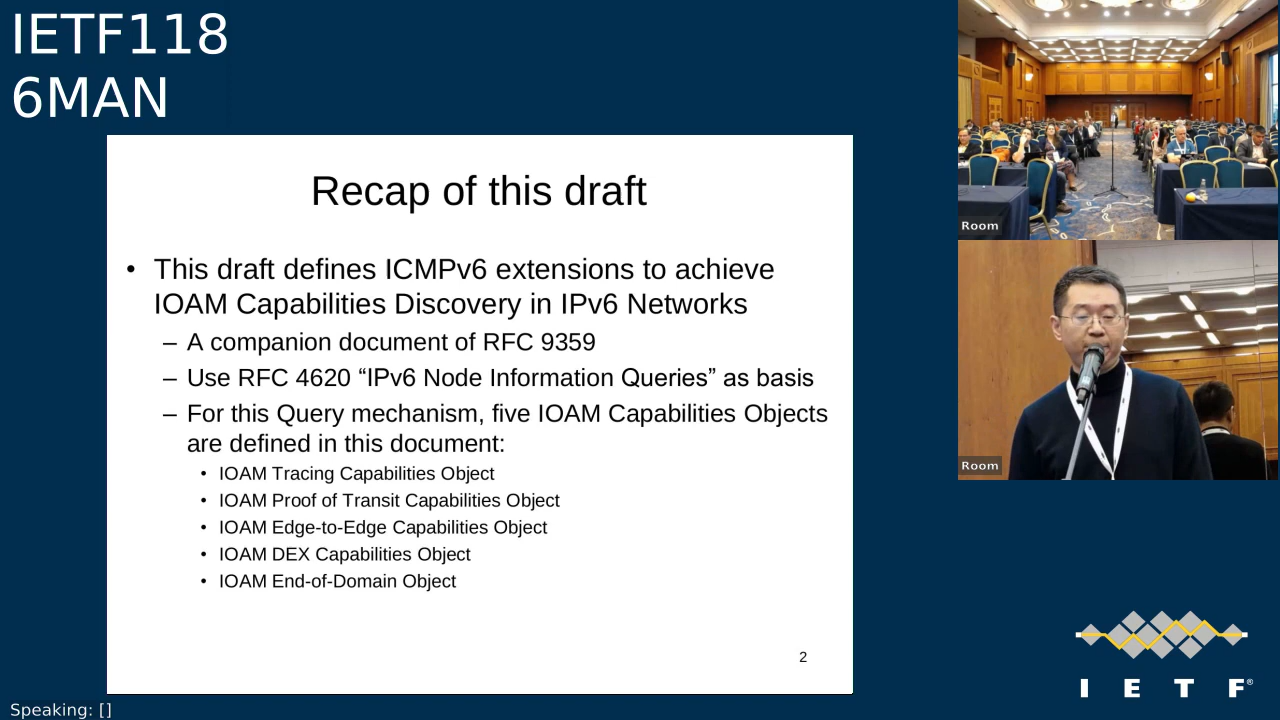 IETF118
6MAN
Recap of this draft
• This draft defines ICMPv6 extensions to achieve
IOAM Capabilities Discovery in IPv6 Networks
– A companion document of RFC 9359
– Use RFC 4620 “IPv6 Node Information Queries” as basis
– For this Query mechanism, five IOAM Capabilities Objects
are defined in this document:
• IOAM Tracing Capabilities Object
• IOAM Proof of Transit Capabilities Object
• IOAM Edge-to-Edge Capabilities Object
• IOAM DEX Capabilities Object
• IOAM End-of-Domain Object
2
Room
Room
I E T F®
Speaking: []